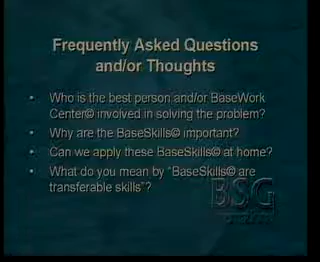 Frequently Asked Questions
and/or Thoughts
• Who is the best person and/or BaseWork
Center© involved in solving the problem?
• Why are the BaseSkills© important?
• Can we apply these BaseSkills© at home?
• What do you mean by "BaseSkills© are
transferable skills"?
BSG